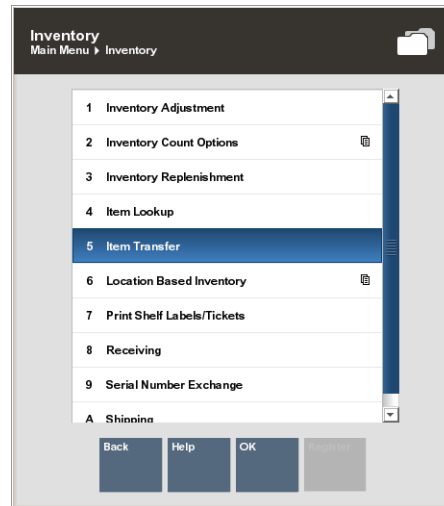 Inventory
Main Menu ▸ Inventory
1 Inventory Adjustment
2 Inventory Count Options
3 Inventory Replenishment
4 Item Lookup
5 Item Transfer
6 Location Based Inventory
7 Print Shelf Labels/Tickets
8 Receiving
9 Serial Number Exchange
A Shipping
Back Help OK Register